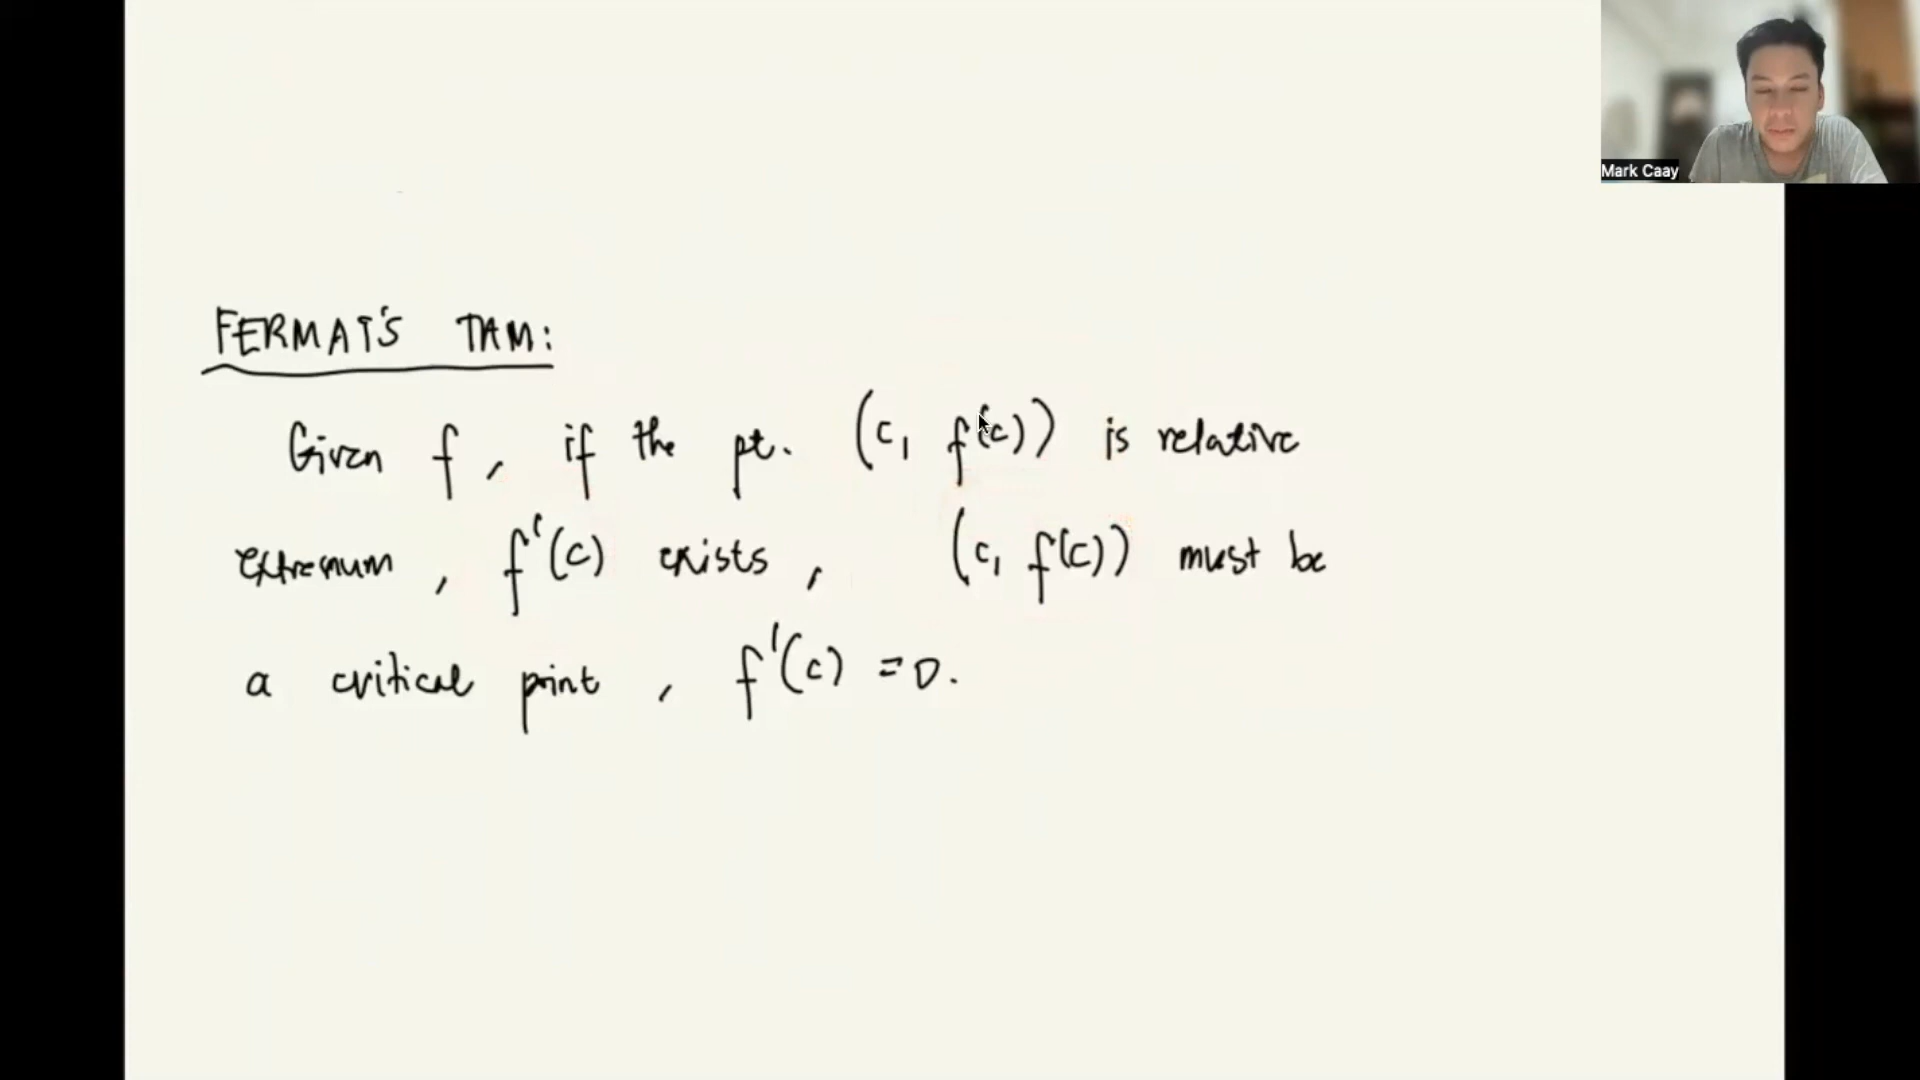 Mark Caay
FERMAT'S THM:
Given f, if the pt. (c, f(c)) is relative
extremum, f'(c) exists, (c, f(c)) must be
a critical point, f'(c) = 0.